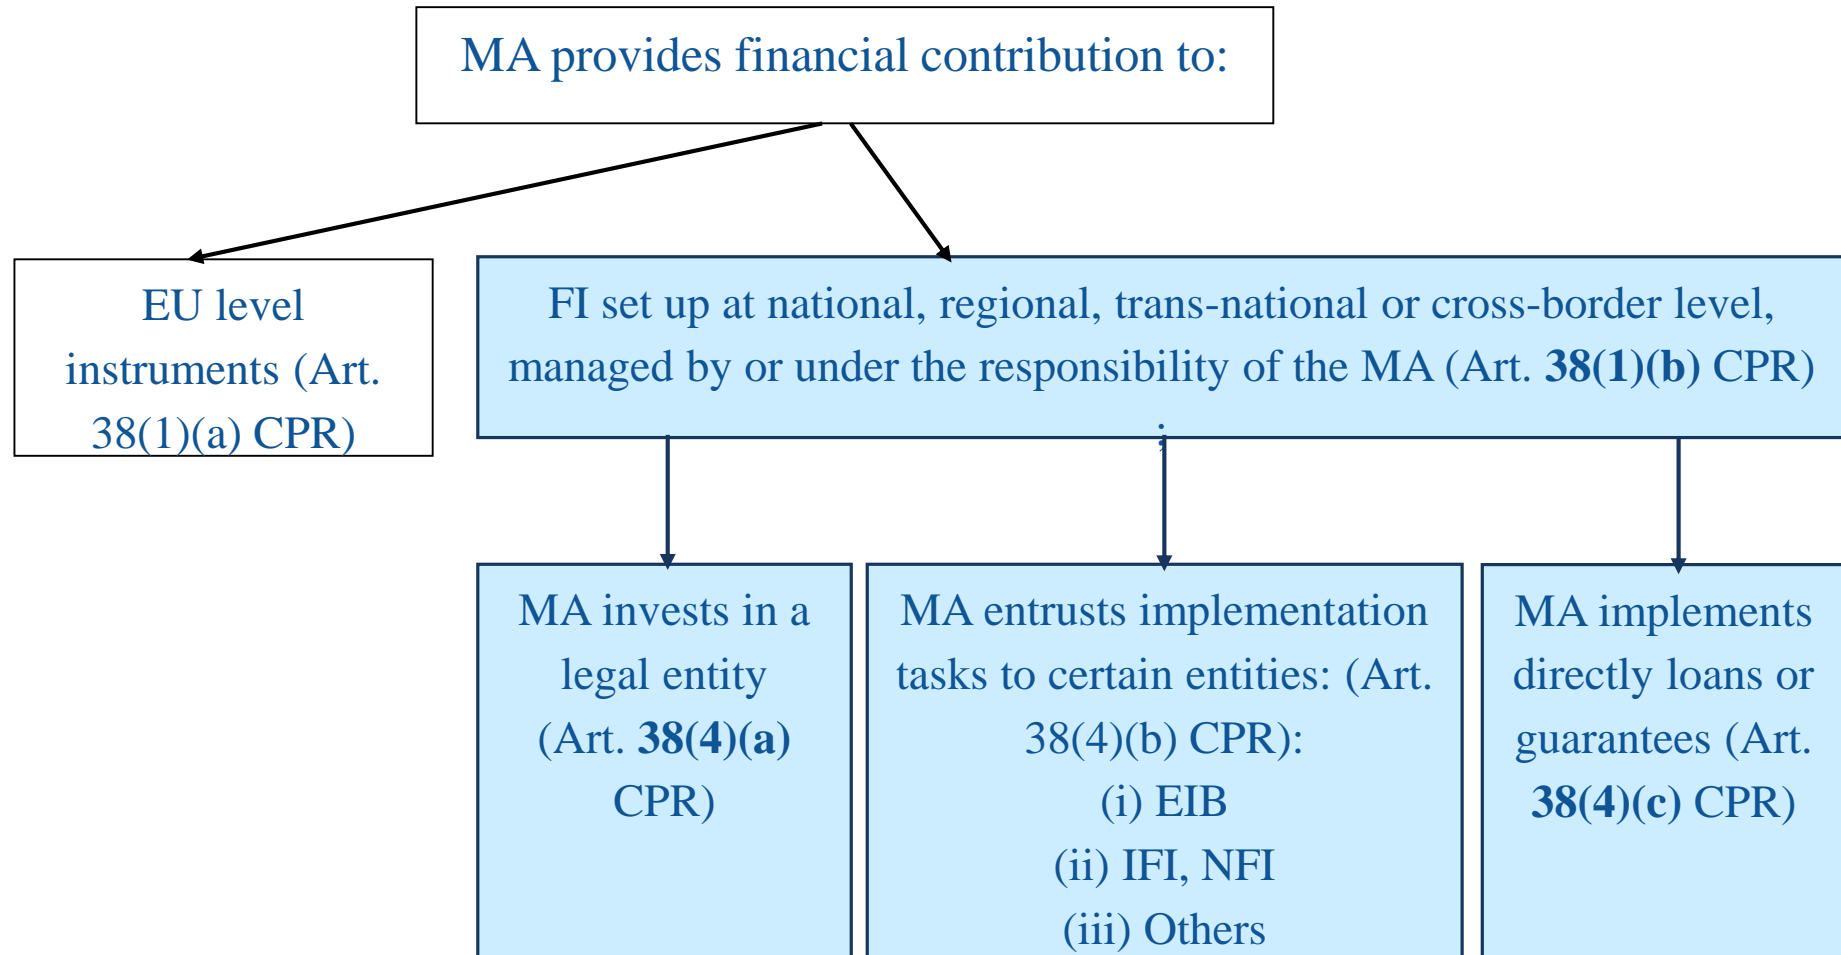 MA provides financial contribution to:
EU level
instruments (Art.
38(1)(a) CPR)
FI set up at national, regional, trans-national or cross-border level,
managed by or under the responsibility of the MA (Art. 38(1)(b) CPR)
;
MA invests in a
legal entity
(Art. 38(4)(a)
CPR)
MA entrusts implementation
tasks to certain entities: (Art.
38(4)(b) CPR):
(i) EIB
(ii) IFI, NFI
(iii) Others
MA implements
directly loans or
guarantees (Art.
38(4)(c) CPR)